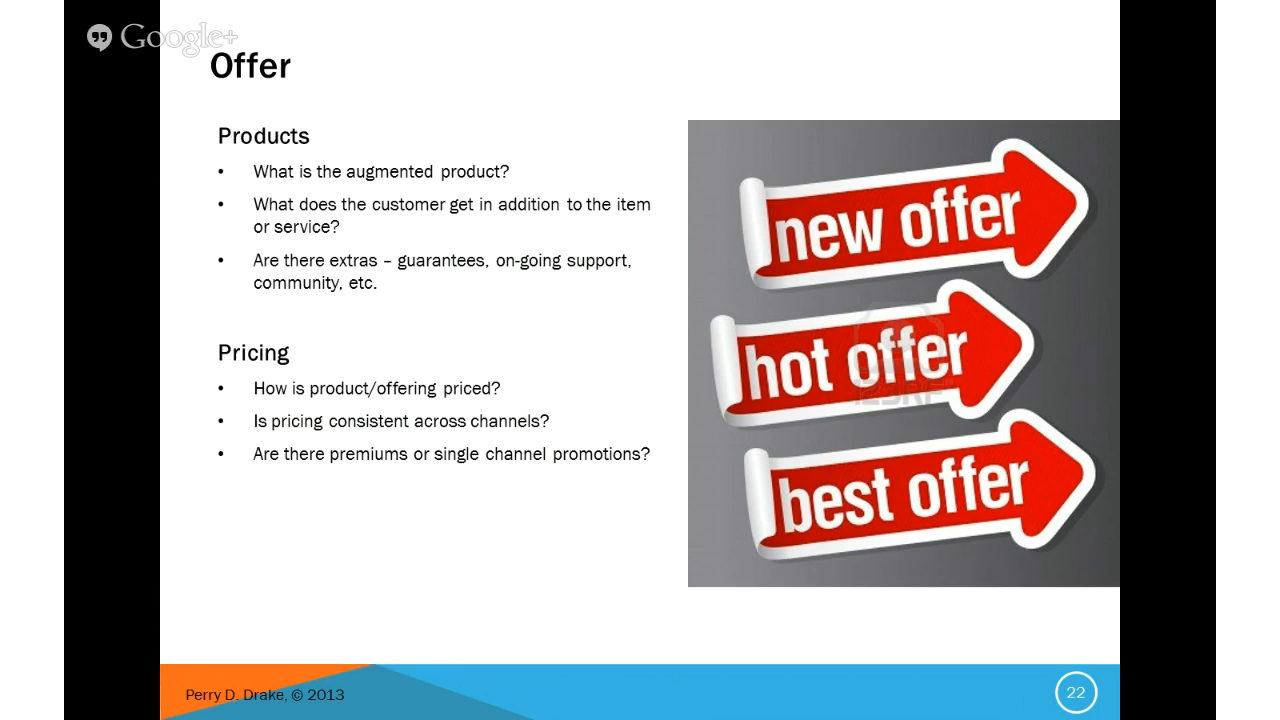 Google+
Offer
Products
• What is the augmented product?
• What does the customer get in addition to the item
or service?
• Are there extras – guarantees, on-going support,
community, etc.
Pricing
• How is product/offering priced?
• Is pricing consistent across channels?
• Are there premiums or single channel promotions?
new offer
hot offer
123RF
best offer
Perry D. Drake, © 2013
22